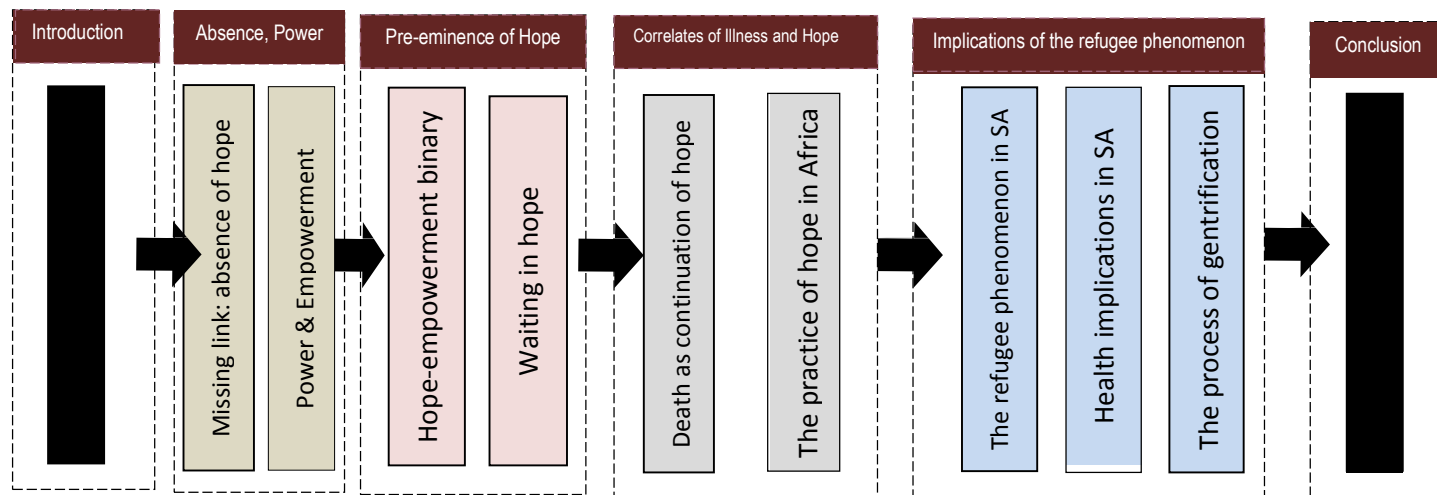 Introduction
Absence, Power
Missing link: absence of hope
Power & Empowerment
Pre-eminence of Hope
Hope-empowerment binary
Waiting in hope
Correlates of Illness and Hope
Death as continuation of hope
The practice of hope in Africa
Implications of the refugee phenomenon
The refugee phenomenon in SA
Health implications in SA
The process of gentrification
Conclusion